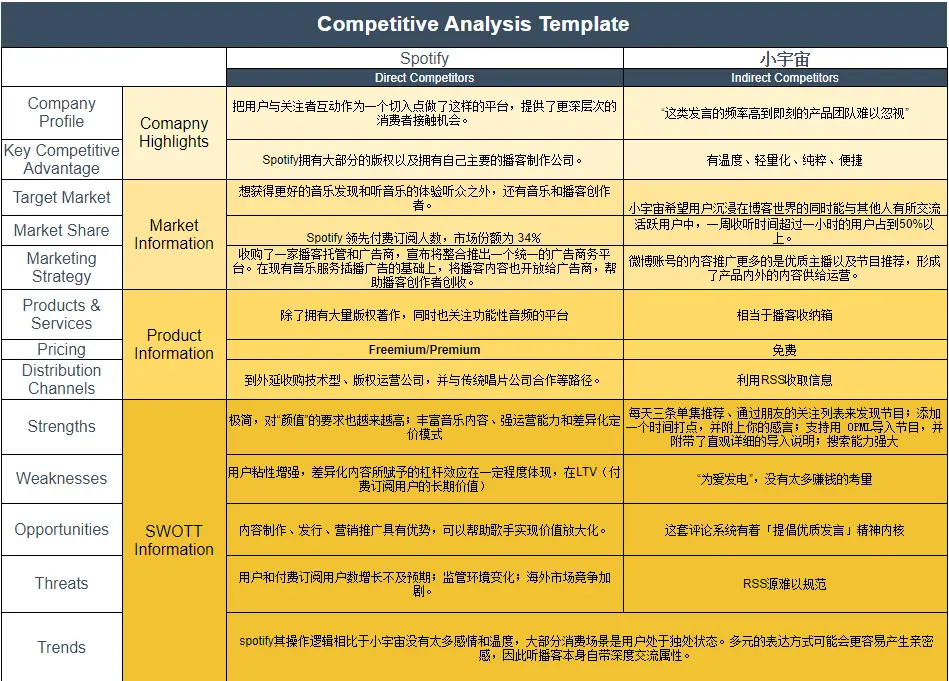 Competitive Analysis Template
Spotify
小宇宙
Direct Competitors
Indirect Competitors
Company
Profile
Comapny
Highlights
把用户与关注者互动作为一个切入点做了这样的平台，提供了更深层次的
消费者接触机会。
“这类发言的频率高到即刻的产品团队难以忽视”
Key Competitive
Advantage
Spotify拥有大部分的版权以及拥有自己主要的播客制作公司。
有温度、轻量化、纯粹、便捷
Target Market
Market
Information
想获得更好的音乐发现和听音乐的体验听众之外，还有音乐和播客创作
者。
小宇宙希望用户沉浸在博客世界的同时能与其他人有所交流
Market Share
Spotify 领先付费订阅人数，市场份额为 34%
活跃用户中，一周收听时间超过一小时的用户占到50%以
上。
Marketing
Strategy
收购了一家播客托管和广告商，宣布将整合推出一个统一的广告商务平
台。在现有音乐服务插播广告的基础上，将播客内容也开放给广告商，帮
助播客创作者创收。
微博账号的内容推广更多的是优质主播以及节目推荐，形成
了产品内外的内容供给运营。
Products &
Services
Product
Information
除了拥有大量版权著作，同时也关注功能性音频的平台
相当于播客收纳箱
Pricing
Freemium/Premium
免费
Distribution
Channels
到外延收购技术型、版权运营公司，并与传统唱片公司合作等路径。
利用RSS收取信息
Strengths
SWOTT
Information
极简，对“颜值”的要求也越来越高；丰富音乐内容、强运营能力和差异化定
价模式
每天三条单集推荐、通过朋友的关注列表来发现节目；添加
一个时间打点，并附上你的感言；支持用 OPML导入节目，并
附带了直观详细的导入说明；搜索能力强大
Weaknesses
用户粘性增强，差异化内容所赋予的杠杆效应在一定程度体现，在LTV（付
费订阅用户的长期价值）
“为爱发电”，没有太多赚钱的考量
Opportunities
内容制作、发行、营销推广具有优势，可以帮助歌手实现价值放大化。
这套评论系统有着「提倡优质发言」精神内核
Threats
用户和付费订阅用户数增长不及预期；监管环境变化；海外市场竞争加
剧。
RSS源难以规范
Trends
spotify其操作逻辑相比于小宇宙没有太多感情和温度，大部分消费场景是用户处于独处状态。多元的表达方式可能会更容易产生亲密
感，因此听播客本身自带深度交流属性。